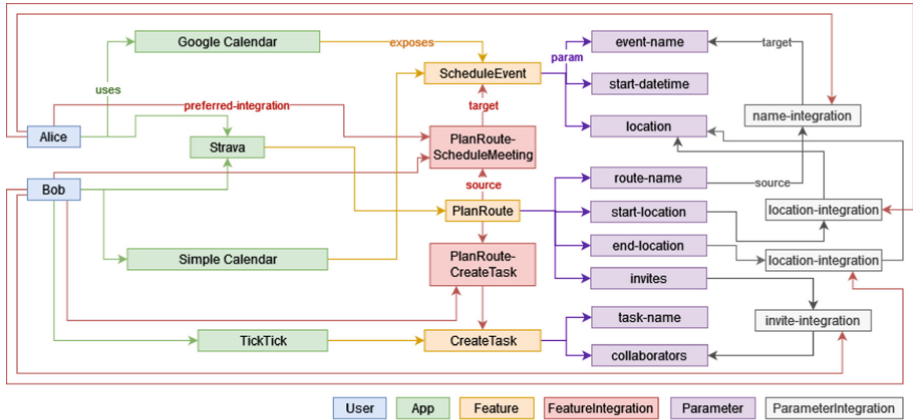 Google Calendar
exposes
event-name
target
ScheduleEvent
param
start-datetime
uses
preferred-integration
target
name-integration
Alice
Strava
PlanRoute-
ScheduleMeeting
location
Bob
source
route-name
source
PlanRoute
start-location
location-integration
Simple Calendar
PlanRoute-
CreateTask
end-location
location-integration
invites
task-name
invite-integration
TickTick
CreateTask
collaborators
User
App
Feature
FeatureIntegration
Parameter
ParameterIntegration